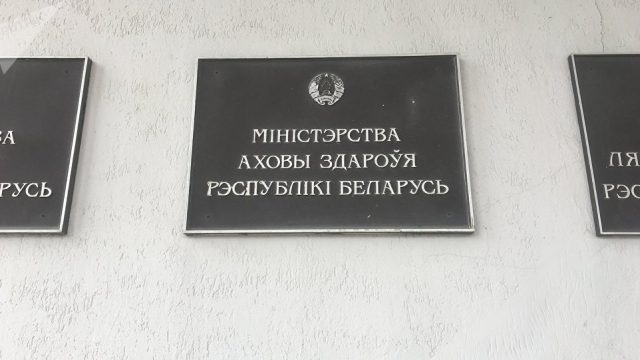 МІНІСТЭРСТВА
АХОВЫ ЗДАРОЎЯ
РЭСПУБЛІКІ БЕЛАРУСЬ